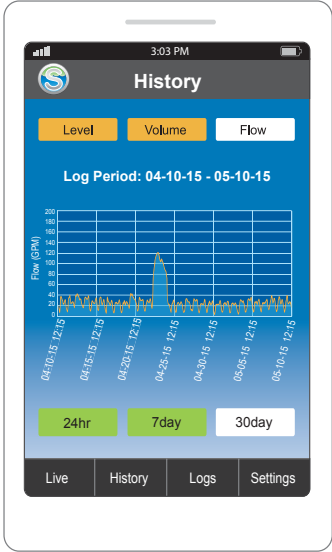 3:03 PM
S
History
Level Volume Flow
Log Period: 04-10-15 - 05-10-15
Flow (GPM)
200
180
160
140
120
100
80
60
40
20
0
04-10-15 12:15 04-15-15 12:15 04-20-15 12:15 04-25-15 12:15 04-30-15 12:15 05-05-15 12:15 05-10-15 12:15
24hr 7day 30day
Live History Logs Settings